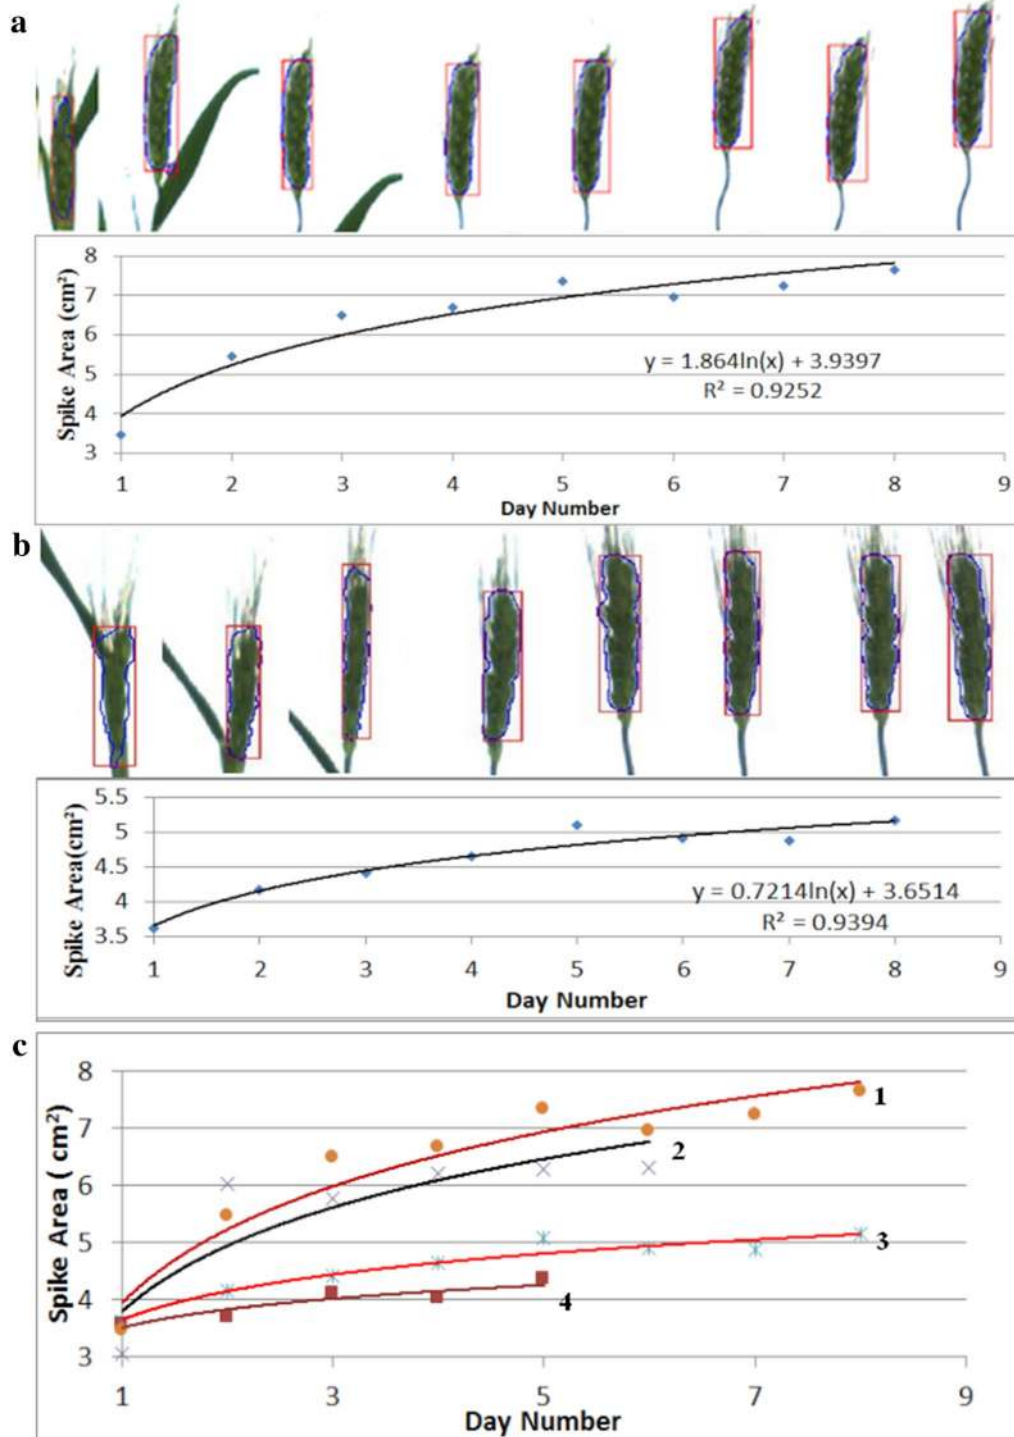 a
8
7
6
5
4
3
Spike Area (cm²)
y = 1.864ln(x) + 3.9397
R² = 0.9252
1 2 3 4 5 6 7 8 9
Day Number
b
5.5
5
4.5
4
3.5
Spike Area(cm²)
y = 0.7214ln(x) + 3.6514
R² = 0.9394
1 2 3 4 5 6 7 8 9
Day Number
c
8
7
6
5
4
3
Spike Area ( cm²)
1
2
3
4
1 3 5 7 9
Day Number